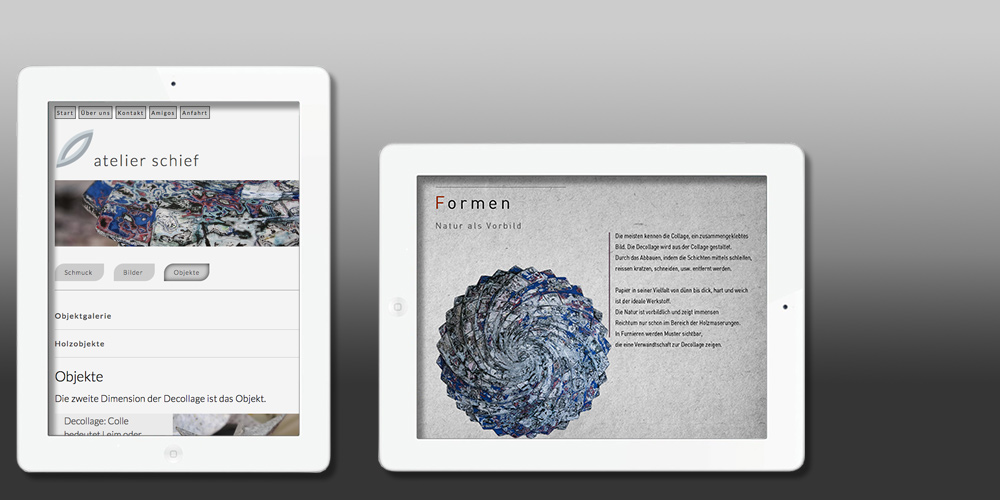 Start Über uns Kontakt Amigos Anfahrt
atelier schief
Schmuck Bilder Objekte
Objektgalerie
Holzobjekte
Objekte
Die zweite Dimension der Decollage ist das Objekt.
Decollage: Colle
bedeutet Leim oder
Formen
Natur als Vorbild
Die meisten kennen die Collage, ein zusammengeklebtes
Bild. Die Decollage wird aus der Collage gestaltet.
Durch das Abbauen, indem die Schichten mittels schleifen,
reissen kratzen, schneiden, usw. entfernt werden.
Papier in seiner Vielfalt von dünn bis dick, hart und weich
ist der ideale Werkstoff.
Die Natur ist vorbildlich und zeigt immensen
Reichtum nur schon im Bereich der Holzmaserungen.
In Furnieren werden Muster sichtbar,
die eine Verwandtschaft zur Decollage zeigen.